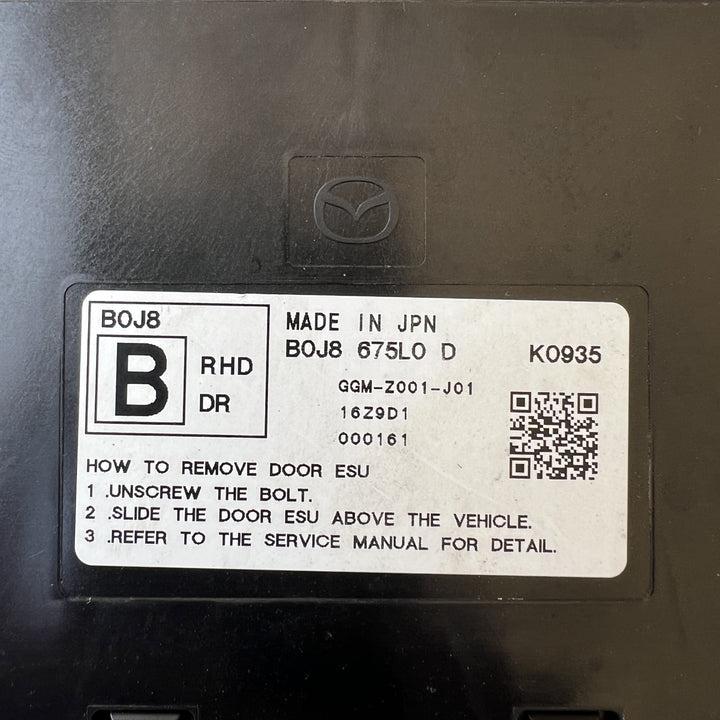 B0J8
B
RHD
DR
MADE IN JPN
B0J8 675L0 D
K0935
GGM-Z001-J01
16Z9D1
000161
HOW TO REMOVE DOOR ESU
1 .UNSCREW THE BOLT.
2 .SLIDE THE DOOR ESU ABOVE THE VEHICLE.
3 .REFER TO THE SERVICE MANUAL FOR DETAIL.